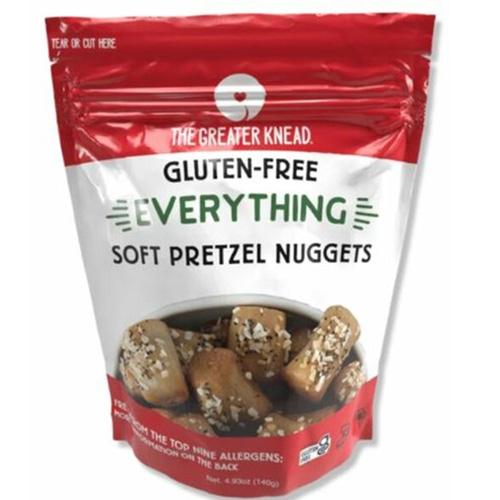 TEAR OR CUT HERE
THE GREATER KNEAD.
GLUTEN-FREE
EVERYTHING
SOFT PRETZEL NUGGETS
FROM THE TOP NINE ALLERGENS:
INFORMATION ON THE BACK
GLUTEN
FREE
Net. 4.93oz (140g)